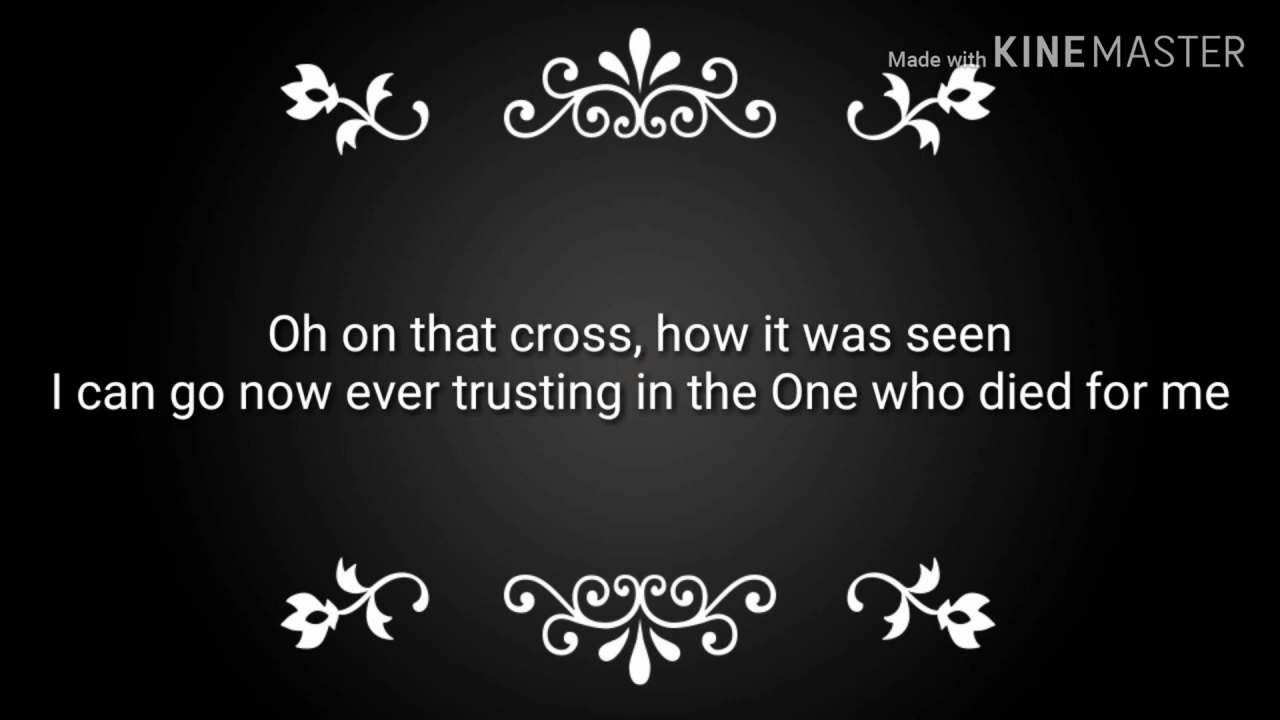 Made with KINEMASTER
Oh on that cross, how it was seen
I can go now ever trusting in the One who died for me